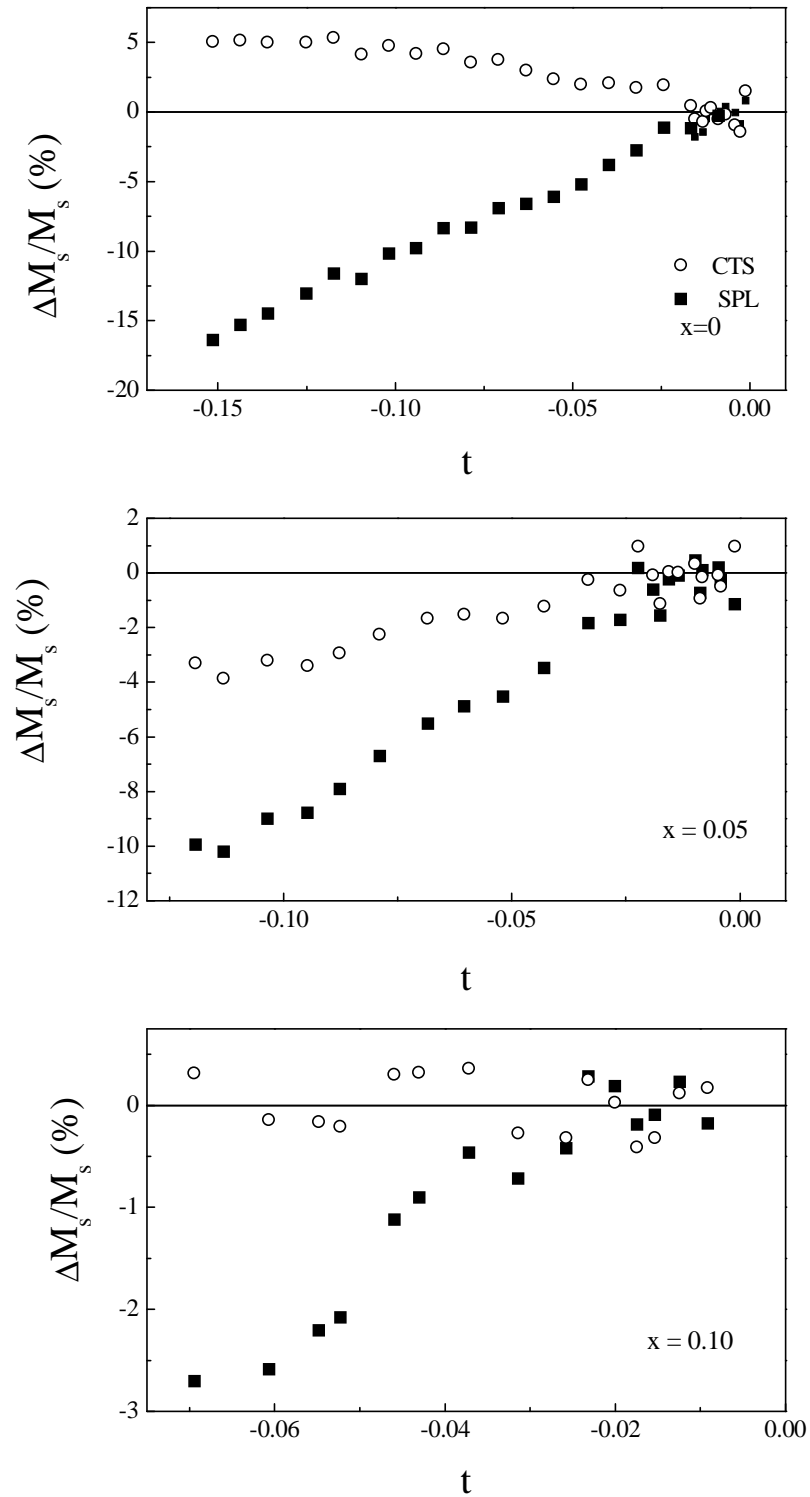 5
0
-5
-10
-15
-20
ΔM_s/M_s (%)
CTS
SPL
x=0
-0.15 -0.10 -0.05 0.00
t
2
0
-2
-4
-6
-8
-10
-12
ΔM_s/M_s (%)
x = 0.05
-0.10 -0.05 0.00
t
0
-1
-2
-3
ΔM_s/M_s (%)
x = 0.10
-0.06 -0.04 -0.02 0.00
t